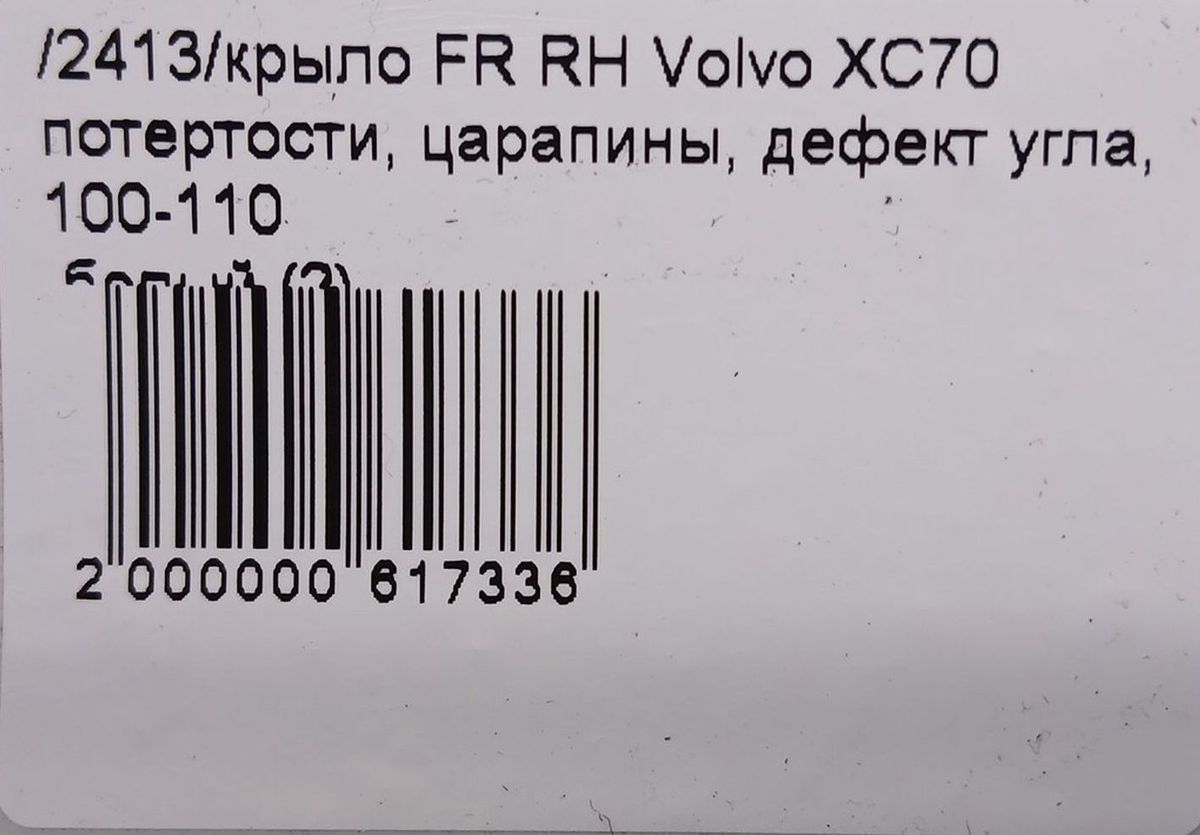 /2413/крыло FR RH Volvo XC70
потертости, царапины, дефект угла,
100-110
2 000000 617336